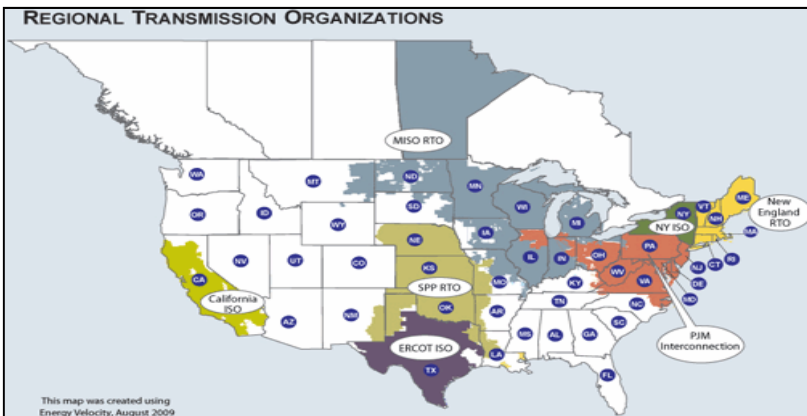 REGIONAL TRANSMISSION ORGANIZATIONS
MISO RTO
WA
MT
ND
MN
ME
VT
New England
RTO
OR
ID
SD
WI
MI
NY
NH
NY ISO
MA
WY
IA
NE
PA
NV
UT
CO
IL
IN
OH
NJ
CT
RI
CA
KS
MO
WV
VA
DE
KY
MD
California
ISO
SPP RTO
TN
NC
AZ
NM
OK
AR
SC
PJM
Interconnection
MS
AL
GA
ERCOT ISO
TX
LA
FL
This map was created using
Energy Velocity, August 2009